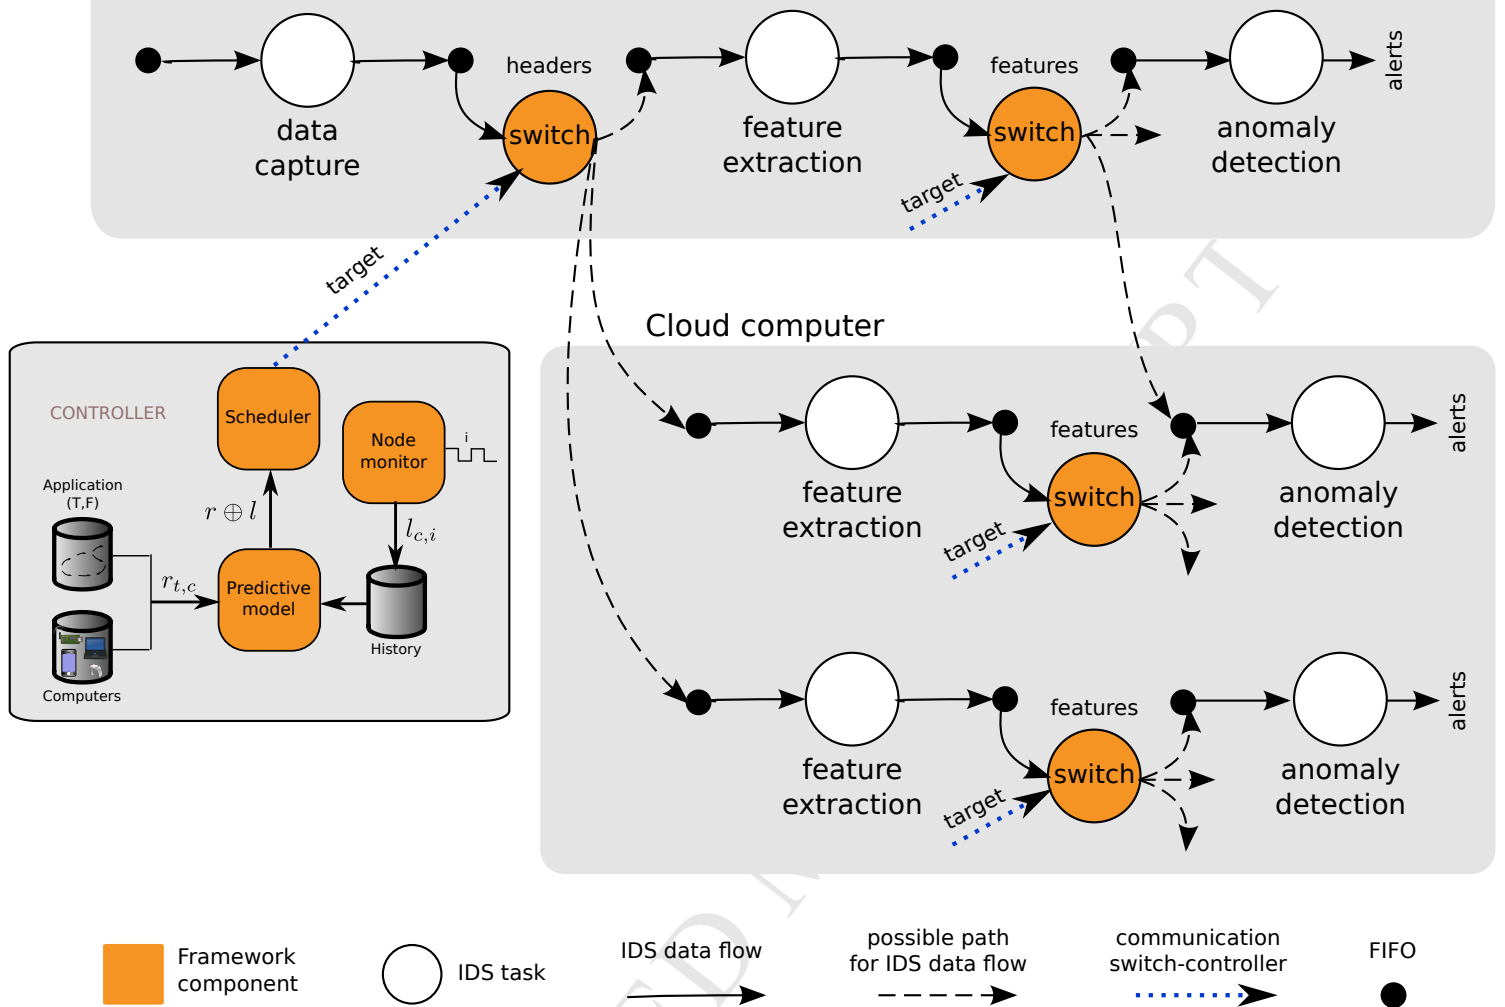 headers
features
switch
switch
data
capture
feature
extraction
anomaly
detection
alerts
target
target
Cloud computer
CONTROLLER
Scheduler
Node
monitor
i
Application
(T,F)
r ⊕ l
l_{c,i}
r_{t,c}
Predictive
model
History
Computers
features
switch
feature
extraction
anomaly
detection
alerts
target
features
switch
feature
extraction
anomaly
detection
alerts
target
Framework
component
IDS task
IDS data flow
possible path
for IDS data flow
communication
switch-controller
FIFO